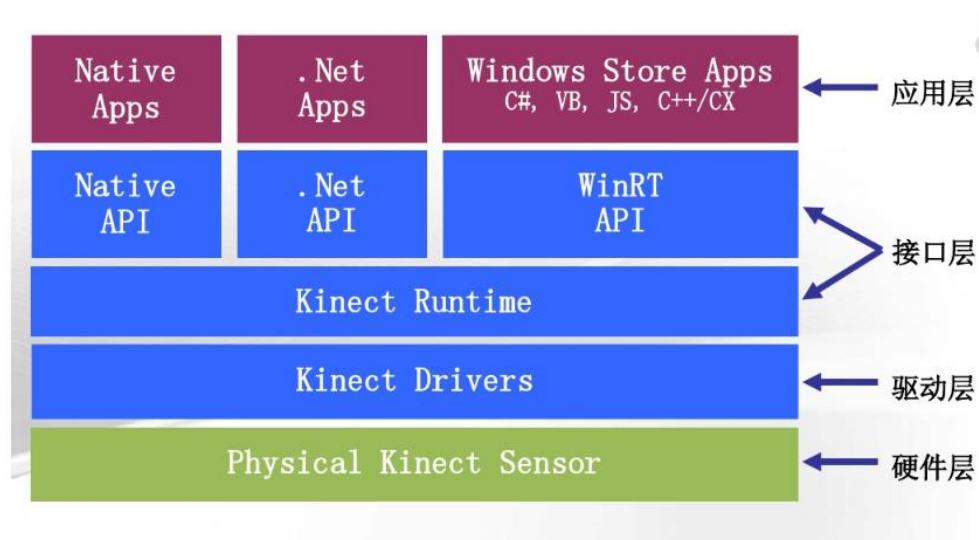 Native
Apps
.Net
Apps
Windows Store Apps
C#, VB, JS, C++/CX
应用层
Native
API
.Net
API
WinRT
API
接口层
Kinect Runtime
Kinect Drivers
驱动层
Physical Kinect Sensor
硬件层